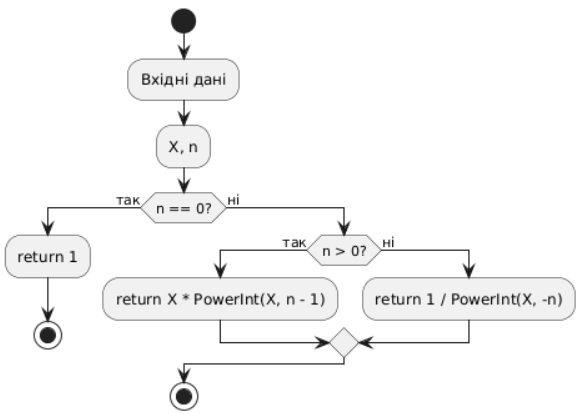 Вхідні дані
X, n
так
n == 0?
ні
return 1
так
n > 0?
ні
return X * PowerInt(X, n - 1)
return 1 / PowerInt(X, -n)